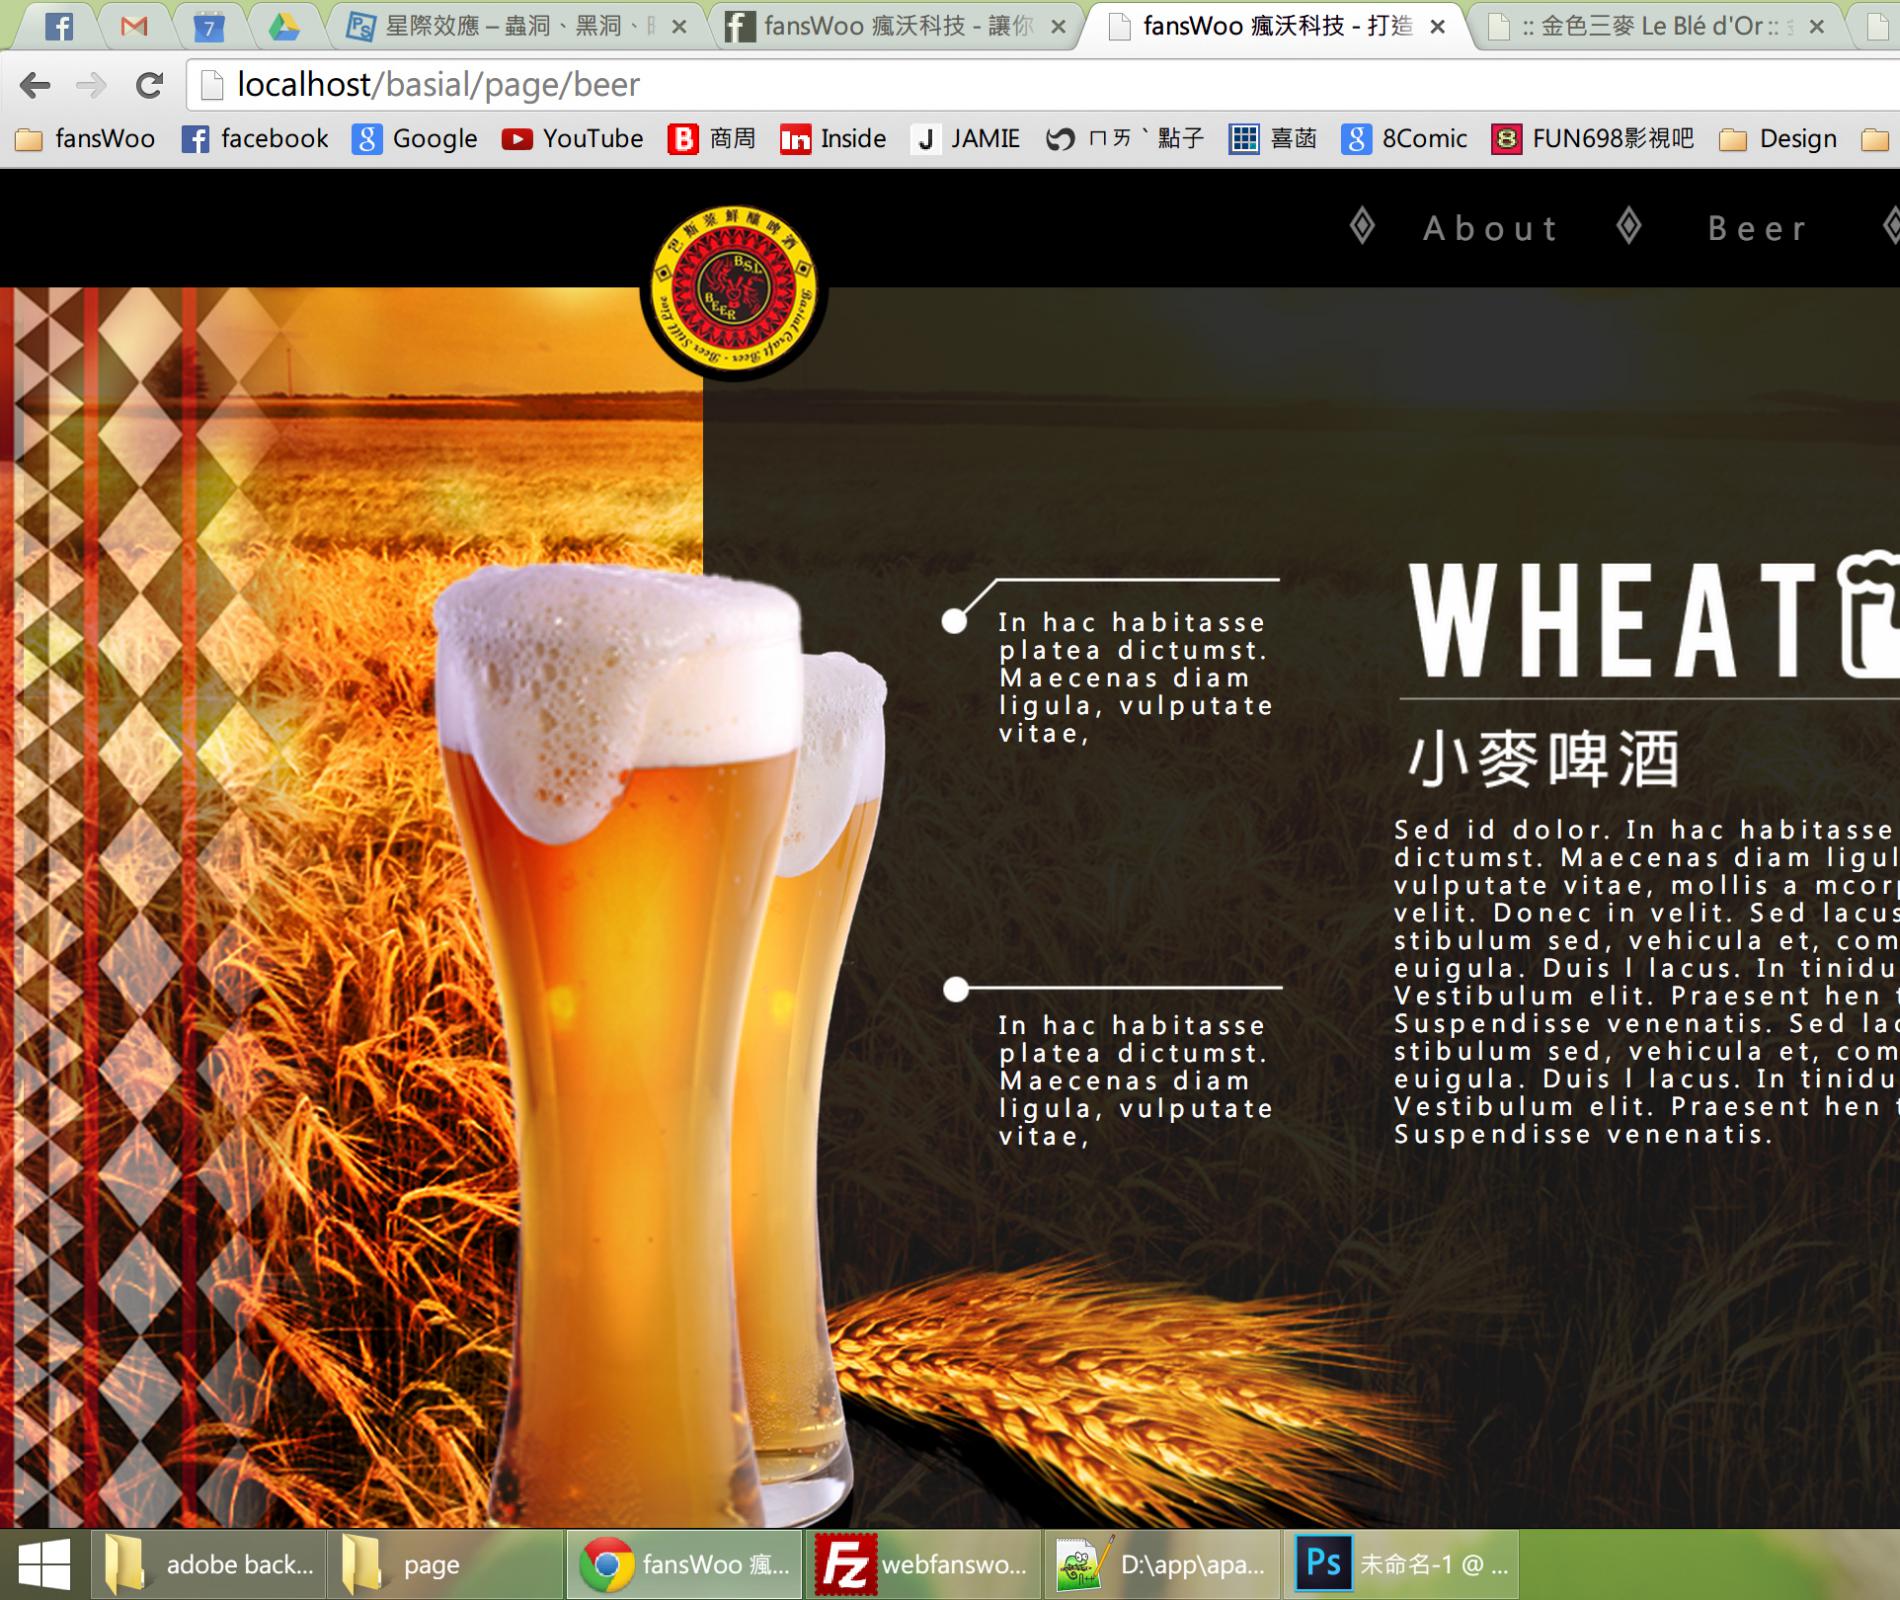 7
星際效應 – 蟲洞、黑洞、
fansWoo 瘋沃科技 - 讓你
fansWoo 瘋沃科技 - 打造
:: 金色三麥 Le Blé d'Or ::
localhost/basial/page/beer
fansWoo
facebook
Google
YouTube
商周
Inside
JAMIE
ㄇㄞˋ點子
喜菡
8Comic
FUN698影視吧
Design
巴斯萊鮮釀啤酒
B.S.L
BEER
Basial Craft Beer - Beer Still Live
About
Beer
In hac habitasse
platea dictumst.
Maecenas diam
ligula, vulputate
vitae,
In hac habitasse
platea dictumst.
Maecenas diam
ligula, vulputate
vitae,
WHEAT
小麥啤酒
Sed id dolor. In hac habitasse
dictumst. Maecenas diam ligul
vulputate vitae, mollis a mcorp
velit. Donec in velit. Sed lacus
stibulum sed, vehicula et, com
euigula. Duis l lacus. In tinidu
Vestibulum elit. Praesent hen t
Suspendisse venenatis. Sed lac
stibulum sed, vehicula et, com
euigula. Duis l lacus. In tinidu
Vestibulum elit. Praesent hen t
Suspendisse venenatis.
adobe back...
page
fansWoo 瘋...
webfanswo...
D:\app\apa...
Ps
未命名-1 @ ...